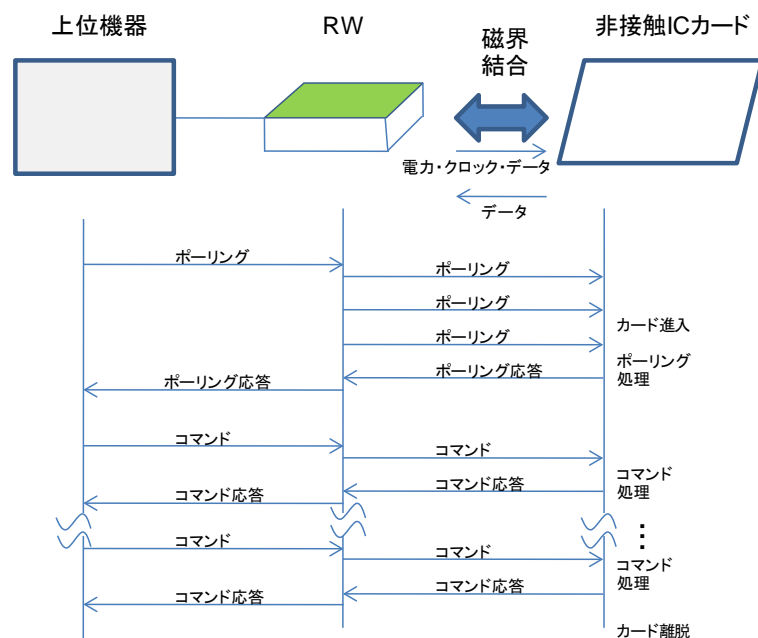 上位機器
RW
磁界
結合
非接触ICカード
電力・クロック・データ
データ
ポーリング
ポーリング
ポーリング
カード進入
ポーリング
ポーリング応答
ポーリング
処理
ポーリング応答
コマンド
コマンド
コマンド応答
コマンド
処理
コマンド応答
コマンド
コマンド
コマンド
処理
コマンド応答
コマンド応答
カード離脱